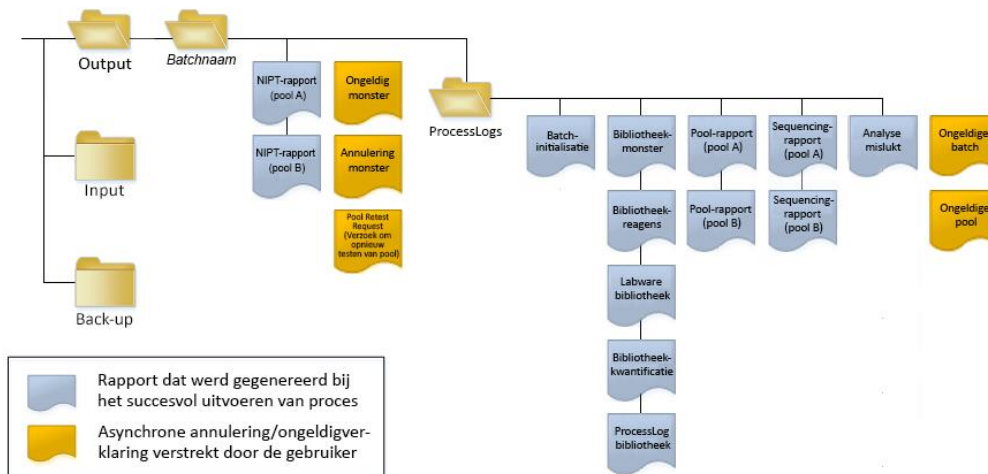 Output
Batchnaam
NIPT-rapport
(pool A)
Ongeldig
monster
NIPT-rapport
(pool B)
Annulering
monster
Pool Retest
Request
(Verzoek om
opnieuw
testen van pool)
Input
Back-up
ProcessLogs
Batch-
initialisatie
Bibliotheek-
monster
Pool-rapport
(pool A)
Sequencing-
rapport
(pool A)
Analyse
mislukt
Ongeldige
batch
Bibliotheek-
reagens
Pool-rapport
(pool B)
Sequencing-
rapport
(pool B)
Ongeldige
pool
Labware
bibliotheek
Bibliotheek-
kwantificatie
ProcessLog
bibliotheek
Rapport dat werd gegenereerd bij
het succesvol uitvoeren van proces
Asynchrone annulering/ongeldigver-
klaring verstrekt door de gebruiker